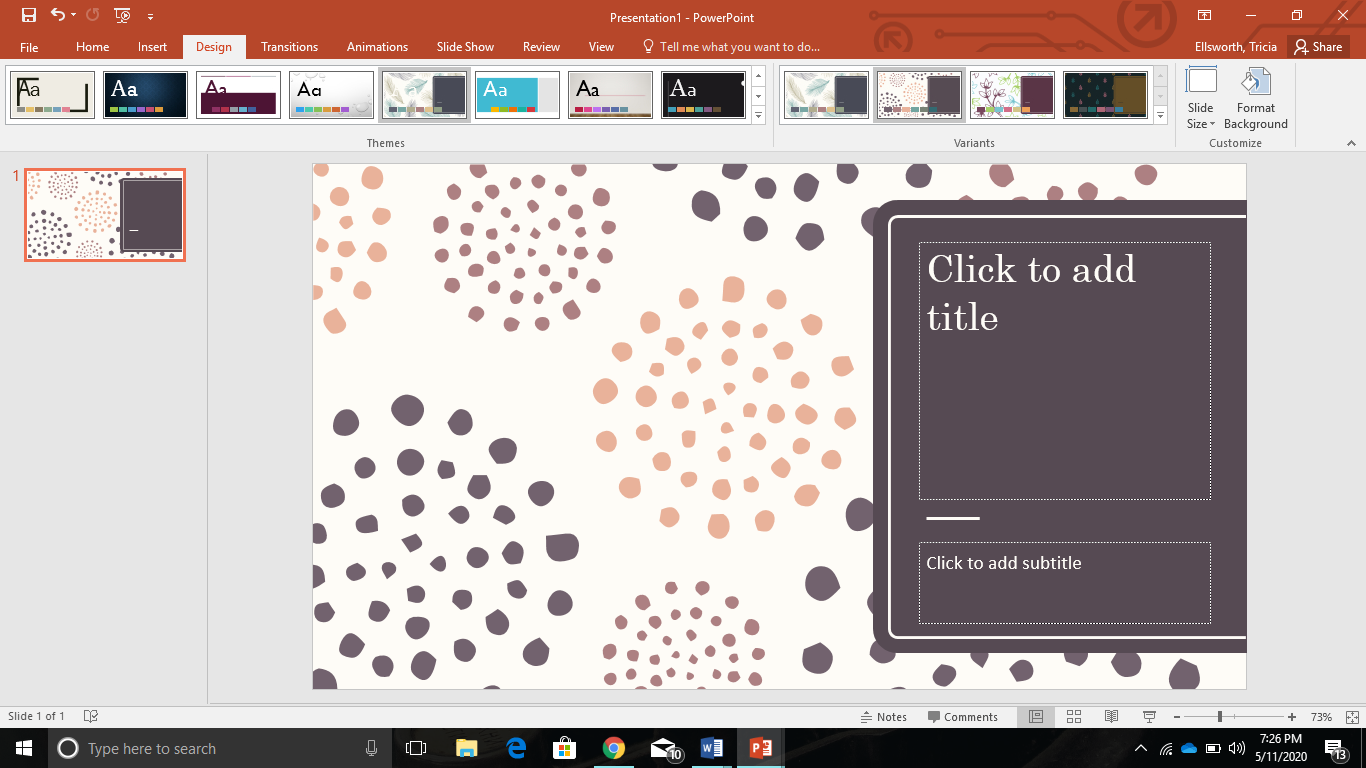 Presentation1 - PowerPoint
File Home Insert Design Transitions Animations Slide Show Review View Tell me what you want to do... Ellsworth, Tricia Share
Aa Aa Aa Aa Aa Aa Aa Aa
Slide Size
Format Background
Themes Variants Customize
1
Click to add
title
Click to add subtitle
Slide 1 of 1 Notes Comments 73%
Type here to search 10 7:26 PM
5/11/2020 13